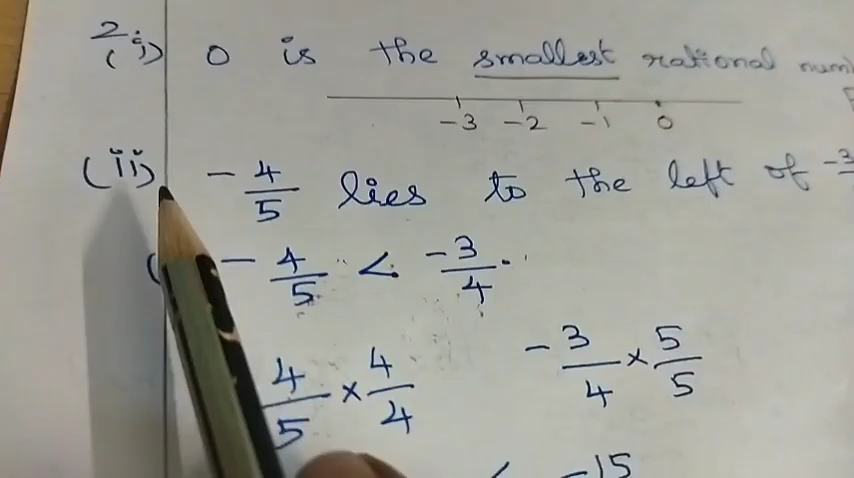 2(i) 0 is the smallest rational
-3 -2 -1 0
(ii) - 4/5 lies to the left of -3/
( - 4/5 < -3/4.
4/5 × 4/4 - 3/4 × 5/5
< -15